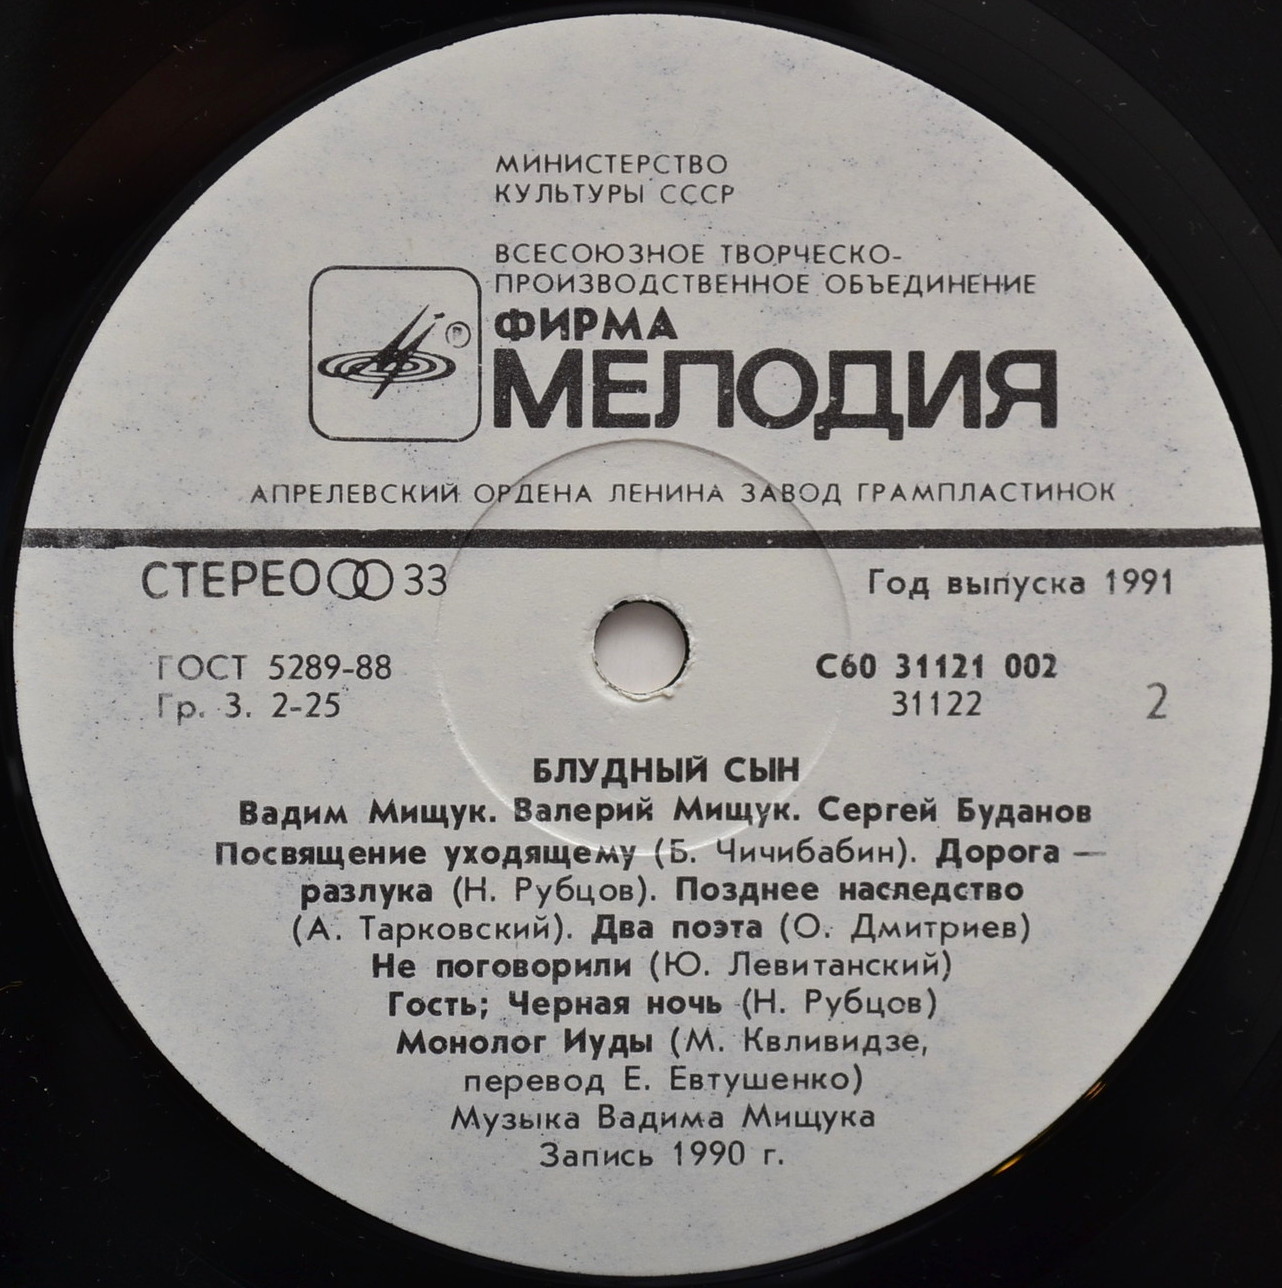 МИНИСТЕРСТВО
КУЛЬТУРЫ СССР
ВСЕСОЮЗНОЕ ТВОРЧЕСКО-
ПРОИЗВОДСТВЕННОЕ ОБЪЕДИНЕНИЕ
ФИРМА
®
МЕЛОДИЯ
АПРЕЛЕВСКИЙ ОРДЕНА ЛЕНИНА ЗАВОД ГРАМПЛАСТИНОК
СТЕРЕО 33
Год выпуска 1991
ГОСТ 5289-88
С60 31121 002
Гр. 3. 2-25
31122
2
БЛУДНЫЙ СЫН
Вадим Мищук. Валерий Мищук. Сергей Буданов
Посвящение уходящему (Б. Чичибабин). Дорога —
разлука (Н. Рубцов). Позднее наследство
(А. Тарковский). Два поэта (О. Дмитриев)
Не поговорили (Ю. Левитанский)
Гость; Черная ночь (Н. Рубцов)
Монолог Иуды (М. Квливидзе,
перевод Е. Евтушенко)
Музыка Вадима Мищука
Запись 1990 г.